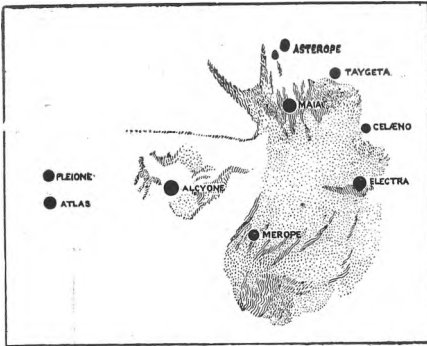 ASTEROPE
TAYGETA
MAIA
CELÆNO
PLEIONE
ALCYONE
ELECTRA
ATLAS
MEROPE